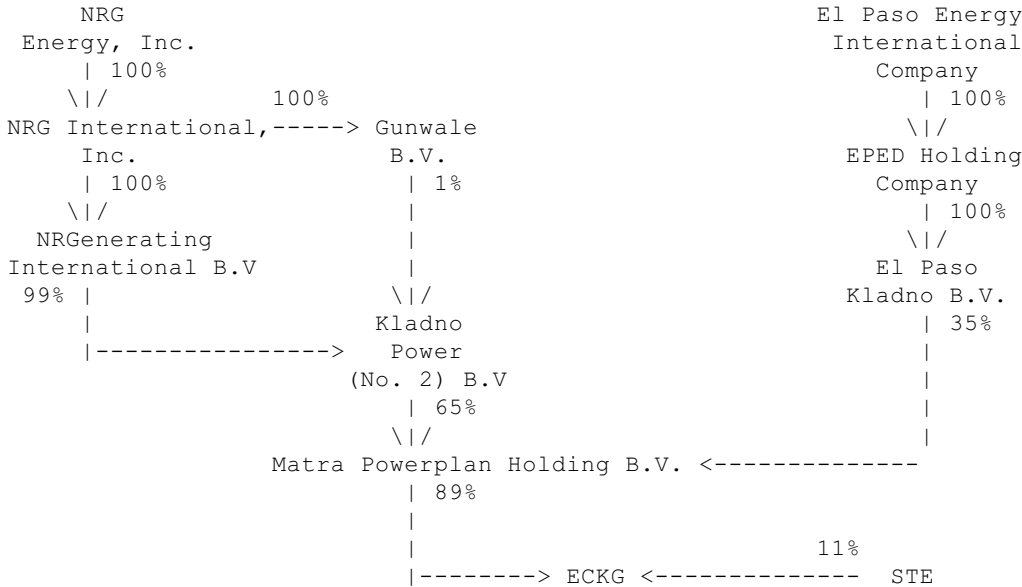 NRG El Paso Energy
Energy, Inc. International
| 100% Company
\|/ 100% | 100%
NRG International,-----> Gunwale \|/
Inc. B.V. EPED Holding
| 100% | 1% Company
\|/ | | 100%
NRGenerating | \|/
International B.V | El Paso
99% | \|/ Kladno B.V.
| Kladno | 35%
|----------------> Power |
(No. 2) B.V |
| 65% |
\|/ |
Matra Powerplan Holding B.V. <--------------
| 89%
|
| 11%
|--------> ECKG <-------------- STE